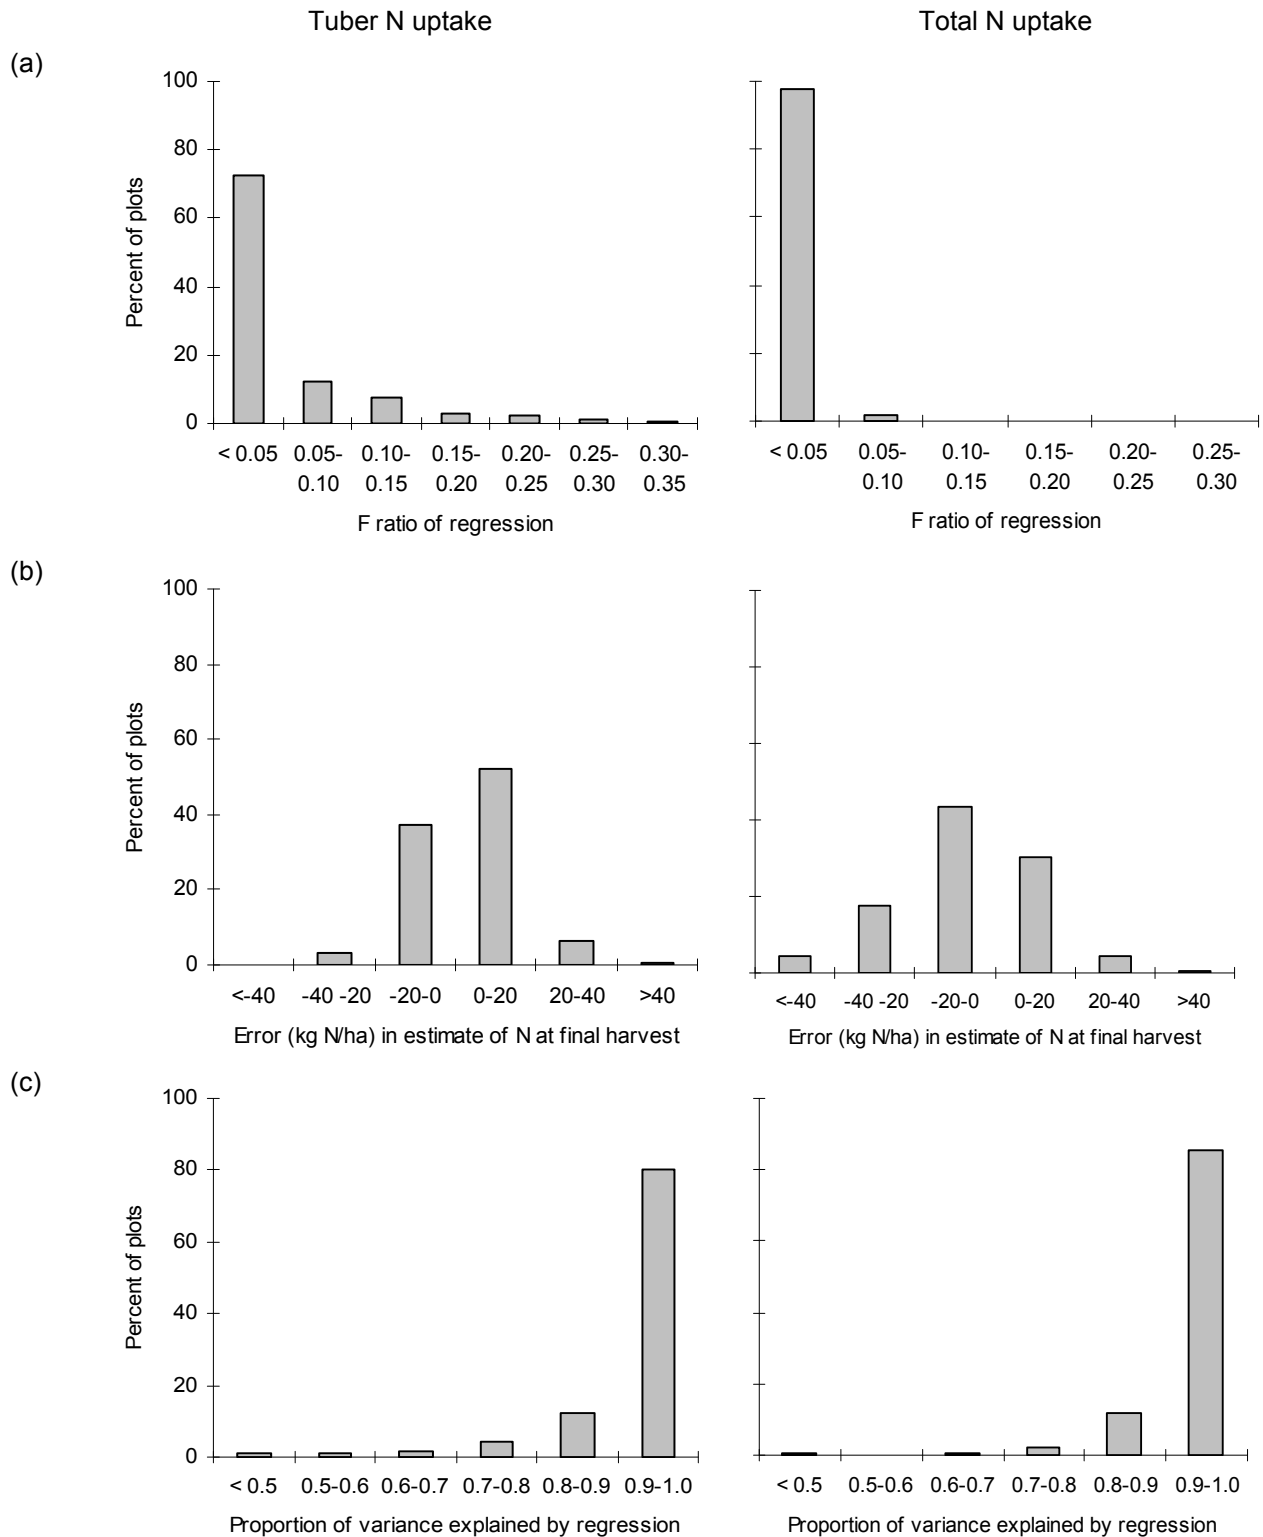 Tuber N uptake
Total N uptake
(a)
100
80
60
40
20
0
Percent of plots
< 0.05 0.05- 0.10- 0.15- 0.20- 0.25- 0.30-
0.10 0.15 0.20 0.25 0.30 0.35
F ratio of regression
< 0.05 0.05- 0.10- 0.15- 0.20- 0.25-
0.10 0.15 0.20 0.25 0.30
F ratio of regression
(b)
100
80
60
40
20
0
Percent of plots
<-40 -40 -20 -20-0 0-20 20-40 >40
Error (kg N/ha) in estimate of N at final harvest
<-40 -40 -20 -20-0 0-20 20-40 >40
Error (kg N/ha) in estimate of N at final harvest
(c)
100
80
60
40
20
0
Percent of plots
< 0.5 0.5-0.6 0.6-0.7 0.7-0.8 0.8-0.9 0.9-1.0
Proportion of variance explained by regression
< 0.5 0.5-0.6 0.6-0.7 0.7-0.8 0.8-0.9 0.9-1.0
Proportion of variance explained by regression